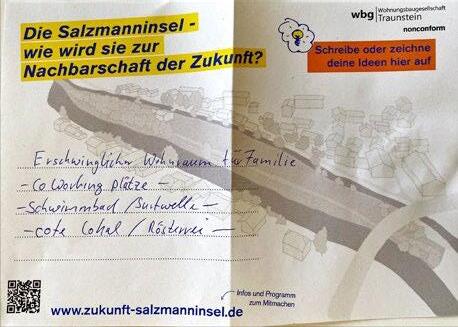 Die Salzmanninsel -
wie wird sie zur
Nachbarschaft der Zukunft?
wbg Wohnungsbaugesellschaft
Traunstein
nonconform
Schreibe oder zeichne
deine Ideen hier auf
Erschwinglicher Wohnraum für Familie
- Co Working plätze -
- Schwimmbad / Surfwelle -
- cofe Lokal / Rösterei -
Infos und Programm
zum Mitmachen
www.zukunft-salzmanninsel.de